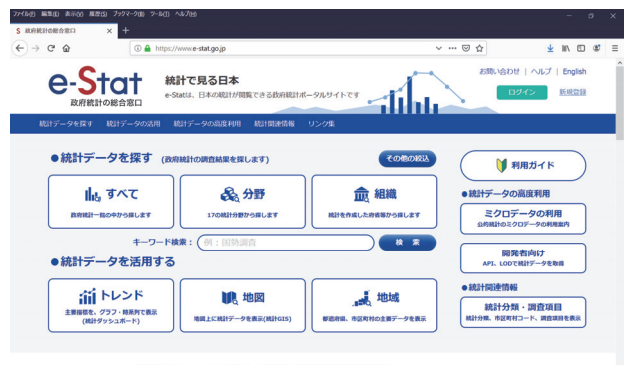 ファイル(F) 編集(E) 表示(V) 履歴(S) ブックマーク(B) ツール(T) ヘルプ(H)
政府統計の総合窓口
https://www.e-stat.go.jp
e-Stat
政府統計の総合窓口
統計で見る日本
e-Statは、日本の統計が閲覧できる政府統計ポータルサイトです
お問い合わせ | ヘルプ | English
ログイン 新規登録
統計データを探す 統計データの活用 統計データの高度利用 統計関連情報 リンク集
●統計データを探す (政府統計の調査結果を探します)
その他の絞込
すべて
政府統計一覧の中から探します
分野
17の統計分野から探します
組織
統計を作成した府省等から探します
キーワード検索: 例：国勢調査 検索
●統計データを活用する
トレンド
主要指標を、グラフ・時系列で表示
(統計ダッシュボード)
地図
地図上に統計データを表示(統計GIS)
地域
都道府県、市区町村の主要データを表示
利用ガイド
●統計データの高度利用
ミクロデータの利用
公的統計のミクロデータの利用案内
開発者向け
API、LODで統計データを取得
●統計関連情報
統計分類・調査項目
統計分類、市区町村コード、調査項目を表示